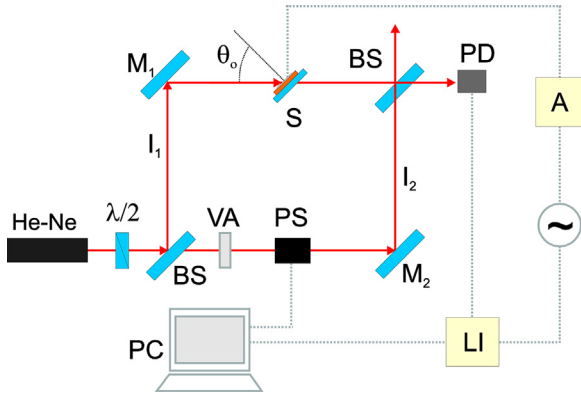 θo
M1
BS
PD
S
A
I1
I2
He-Ne
λ/2
VA
PS
~
BS
M2
PC
LI